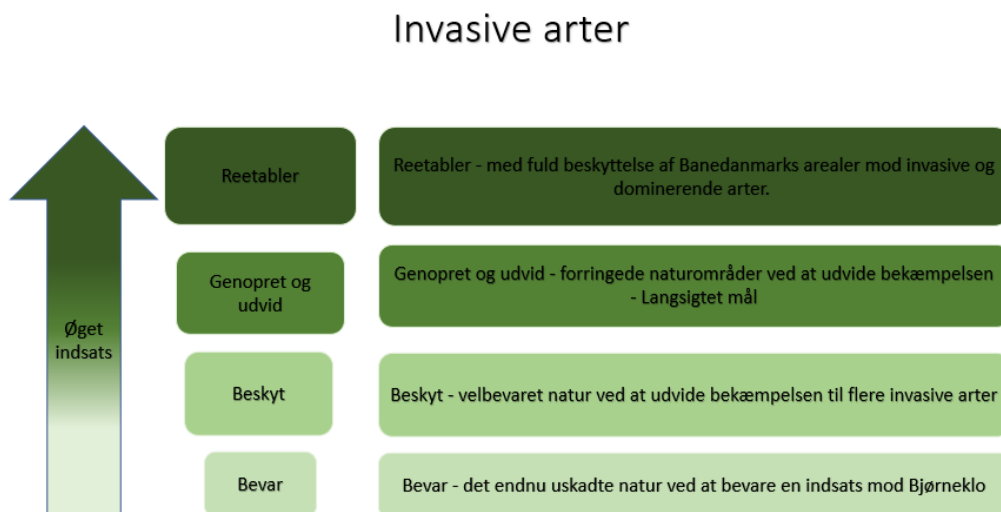 Invasive arter
Reetabler
Reetabler - med fuld beskyttelse af Banedanmarks arealer mod invasive og
dominerende arter.
Genopret og
udvid
Genopret og udvid - forringede naturområder ved at udvide bekæmpelsen
- Langsigtet mål
Øget
indsats
Beskyt
Beskyt - velbevaret natur ved at udvide bekæmpelsen til flere invasive arter
Bevar
Bevar - det endnu uskadte natur ved at bevare en indsats mod Bjørneklo